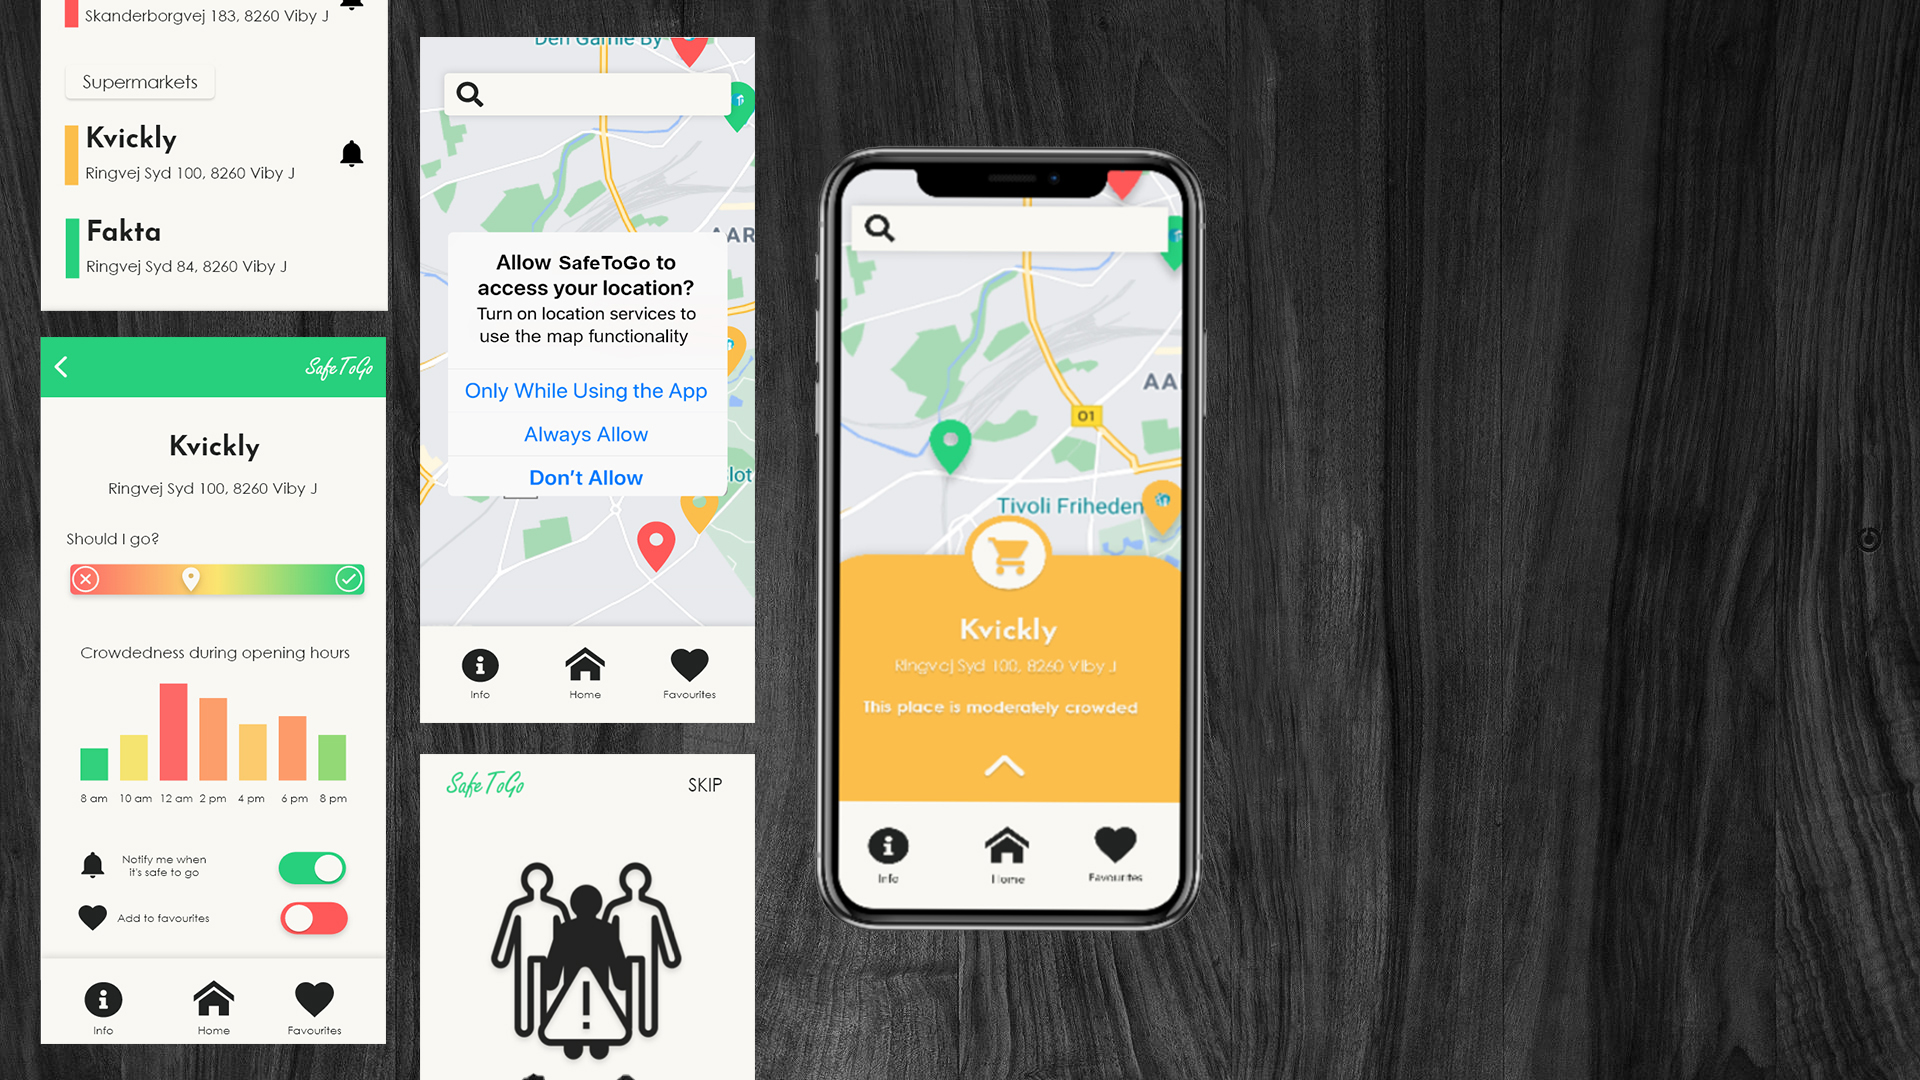 Skanderborgvej 183, 8260 Viby J
Supermarkets
Kvickly
Ringvej Syd 100, 8260 Viby J
Fakta
Ringvej Syd 84, 8260 Viby J
SafeToGo
Kvickly
Ringvej Syd 100, 8260 Viby J
Should I go?
Crowdedness during opening hours
8 am 10 am 12 am 2 pm 4 pm 6 pm 8 pm
Notify me when
it's safe to go
Add to favourites
Info Home Favourites
Den Gamle By
AAR
Allow SafeToGo to
access your location?
Turn on location services to
use the map functionality
Only While Using the App
Always Allow
Don't Allow
lot
Info Home Favourites
SafeToGo
SKIP
AA
01
Tivoli Friheden
Kvickly
Ringvej Syd 100, 8260 Viby J
This place is moderately crowded
Info Home Favourites